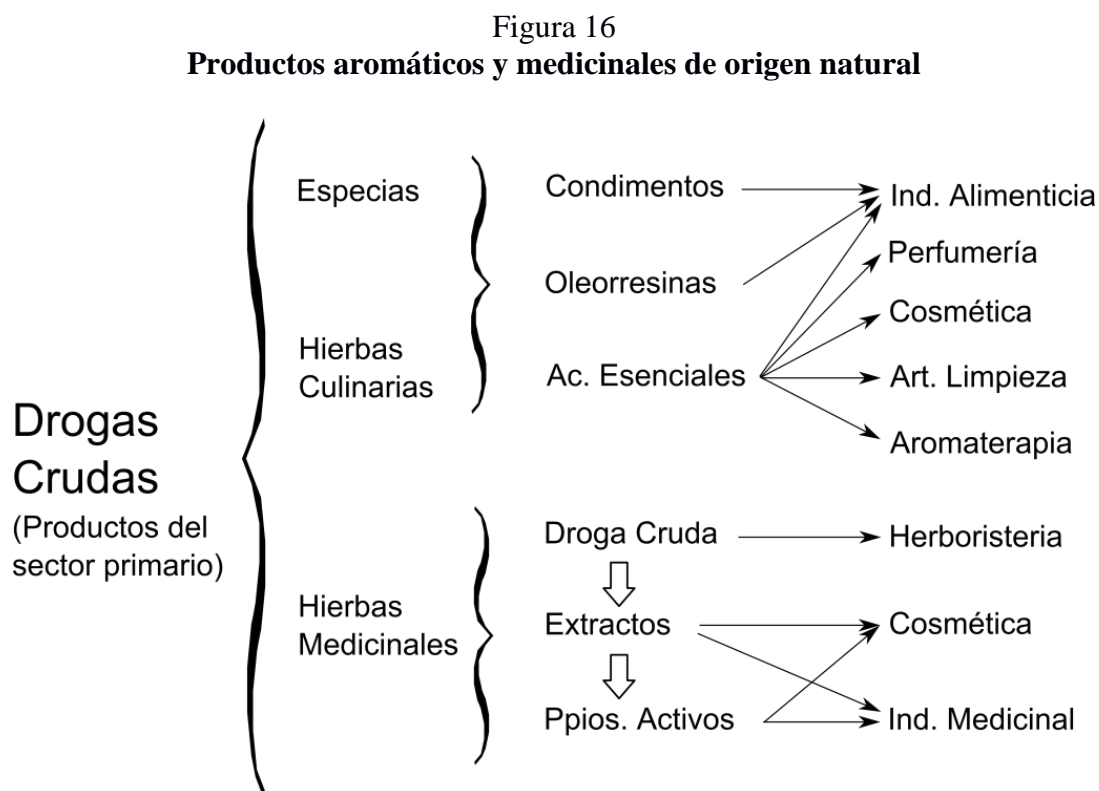 Figura 16
Productos aromáticos y medicinales de origen natural
Drogas
Crudas
(Productos del
sector primario)
Especias
Hierbas
Culinarias
Condimentos
Oleorresinas
Ac. Esenciales
Ind. Alimenticia
Perfumería
Cosmética
Art. Limpieza
Aromaterapia
Hierbas
Medicinales
Droga Cruda
Extractos
Ppios. Activos
Herboristeria
Cosmética
Ind. Medicinal